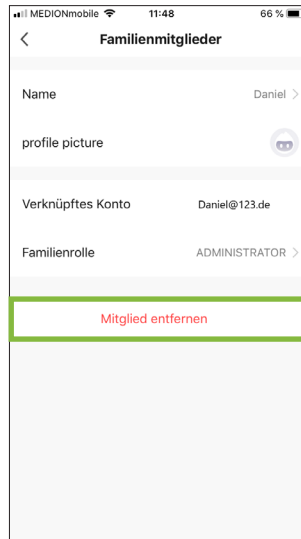 MEDIONmobile 11:48 66 %
Familienmitglieder
Name Daniel
profile picture
Verknüpftes Konto Daniel@123.de
Familienrolle ADMINISTRATOR
Mitglied entfernen